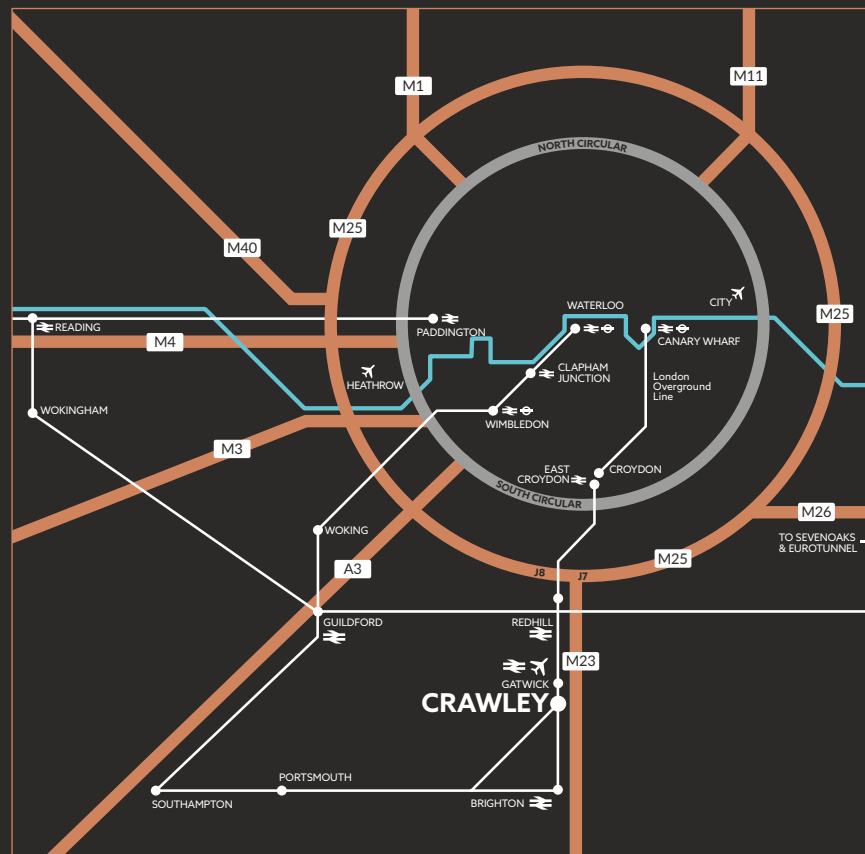 M1
M11
NORTH CIRCULAR
M25
M40
CITY
WATERLOO
M25
READING
PADDINGTON
CANARY WHARF
M4
HEATHROW
CLAPHAM
JUNCTION
London
Overground
Line
WOKINGHAM
WIMBLEDON
M3
EAST
CROYDON
CROYDON
SOUTH CIRCULAR
M26
WOKING
TO SEVENOAKS
& EUROTUNNEL
M25
A3
J8
J7
GUILDFORD
REDHILL
M23
GATWICK
CRAWLEY
PORTSMOUTH
SOUTHAMPTON
BRIGHTON